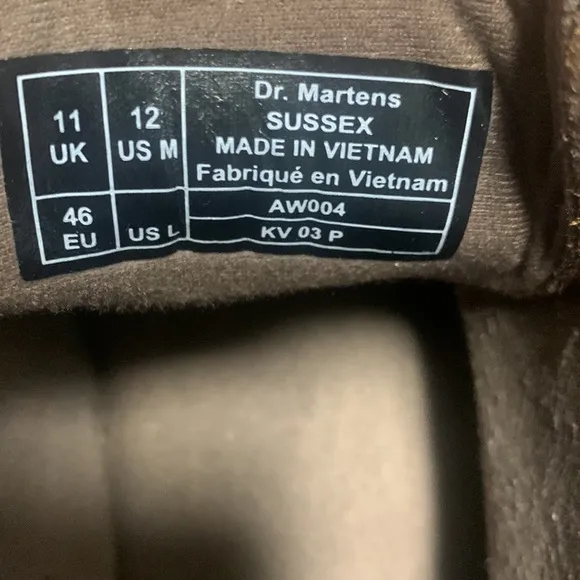 11
UK
12
US M
46
EU
US L
Dr. Martens
SUSSEX
MADE IN VIETNAM
Fabriqué en Vietnam
AW004
KV 03 P